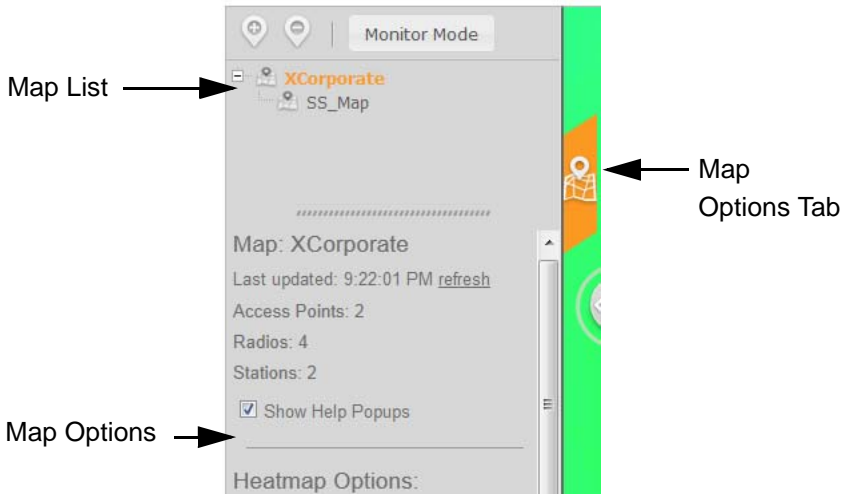 Monitor Mode
Map List
XCorporate
SS_Map
Map
Options Tab
Map: XCorporate
Last updated: 9:22:01 PM refresh
Access Points: 2
Radios: 4
Stations: 2
Show Help Popups
Map Options
Heatmap Options: